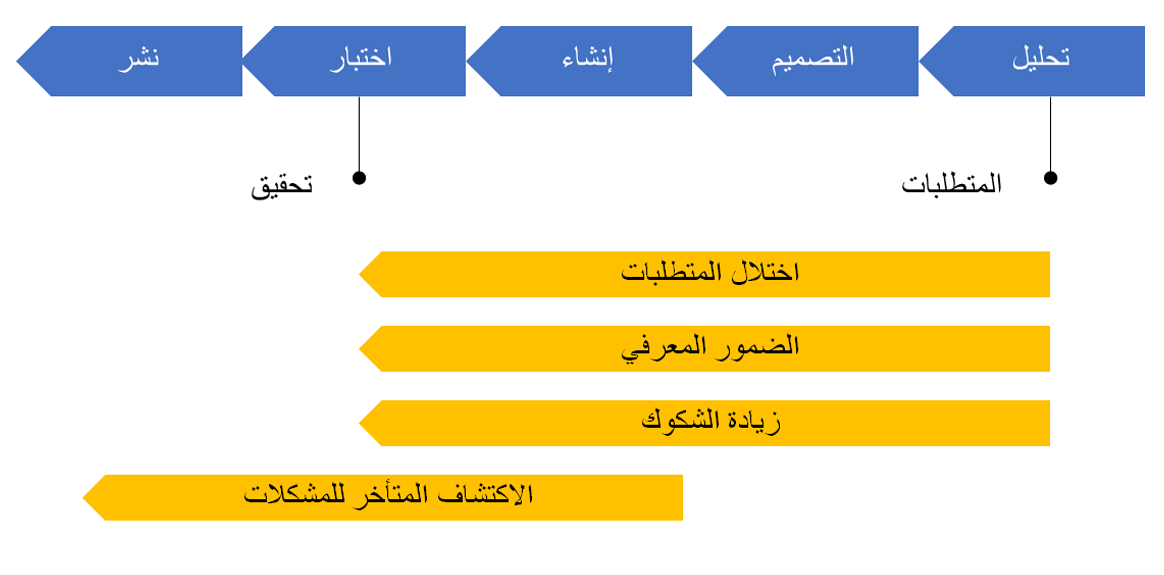 تحليل
التصميم
إنشاء
اختبار
نشر
المتطلبات
تحقيق
اختلال المتطلبات
الضمور المعرفي
زيادة الشكوك
الاكتشاف المتأخر للمشكلات